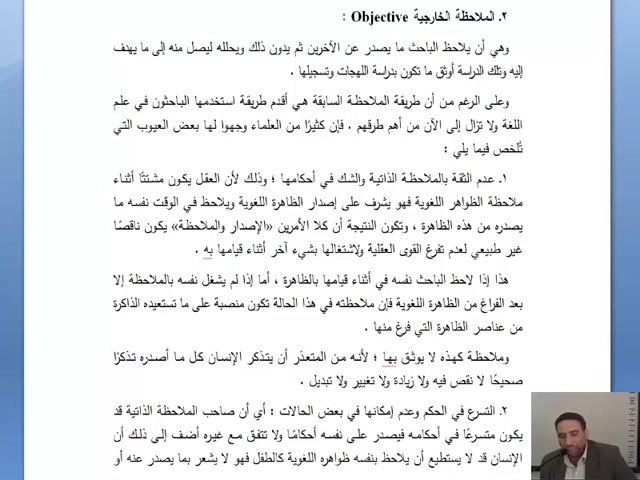 ٢. الملاحظة الخارجية Objective :
وهي أن يلاحظ الباحث ما يصدر عن الآخرين ثم يدون ذلك ويحلله ليصل منه إلى ما يهدف
إليه وتلك الدراسة أوثق ما تكون بدراسة اللهجات وتسجيلها .
وعلى الرغم من أن طريقة الملاحظة السابقة هي أقدم طريقة استخدمها الباحثون في علم
اللغة ولا تزال إلى الآن من أهم طرقهم . فإن كثيرًا من العلماء وجهوا لها بعض العيوب التي
تُلخص فيما يلي :
١. عدم الثقة بالملاحظة الذاتية والشك في أحكامها ؛ وذلك لأن العقل يكون مشتتًا أثناء
ملاحظة الظواهر اللغوية فهو يشرف على إصدار الظاهرة اللغوية ويلاحظ في الوقت نفسه ما
يصدره من هذه الظاهرة ، وتكون النتيجة أن كلا الأمرين «الإصدار والملاحظة» يكون ناقصًا
غير طبيعي لعدم تفرغ القوى العقلية ولاشتغالها بشيء آخر أثناء قيامها به .
هذا إذا لاحظ الباحث نفسه في أثناء قيامها بالظاهرة ، أما إذا لم يشغل نفسه بالملاحظة إلا
بعد الفراغ من الظاهرة اللغوية فإن ملاحظته في هذا الحالة تكون منصبة على ما تستعيده الذاكرة
من عناصر الظاهرة التي فرغ منها .
وملاحظة كهذه لا يوثق بها ؛ لأنه من المتعذر أن يتذكر الإنسان كل ما أصدره تذكرًا
صحيحًا لا نقص فيه ولا زيادة ولا تغيير ولا تبديل .
٢. التسرع في الحكم وعدم إمكانها في بعض الحالات : أي أن صاحب الملاحظة الذاتية قد
يكون متسرعًا في أحكامه فيصدر على نفسه أحكامًا ولا تتفق مع غيره أضف إلى ذلك أن
الإنسان قد لا يستطيع أن يلاحظ بنفسه ظواهره اللغوية كالطفل فهو لا يشعر بما يصدر عنه أو